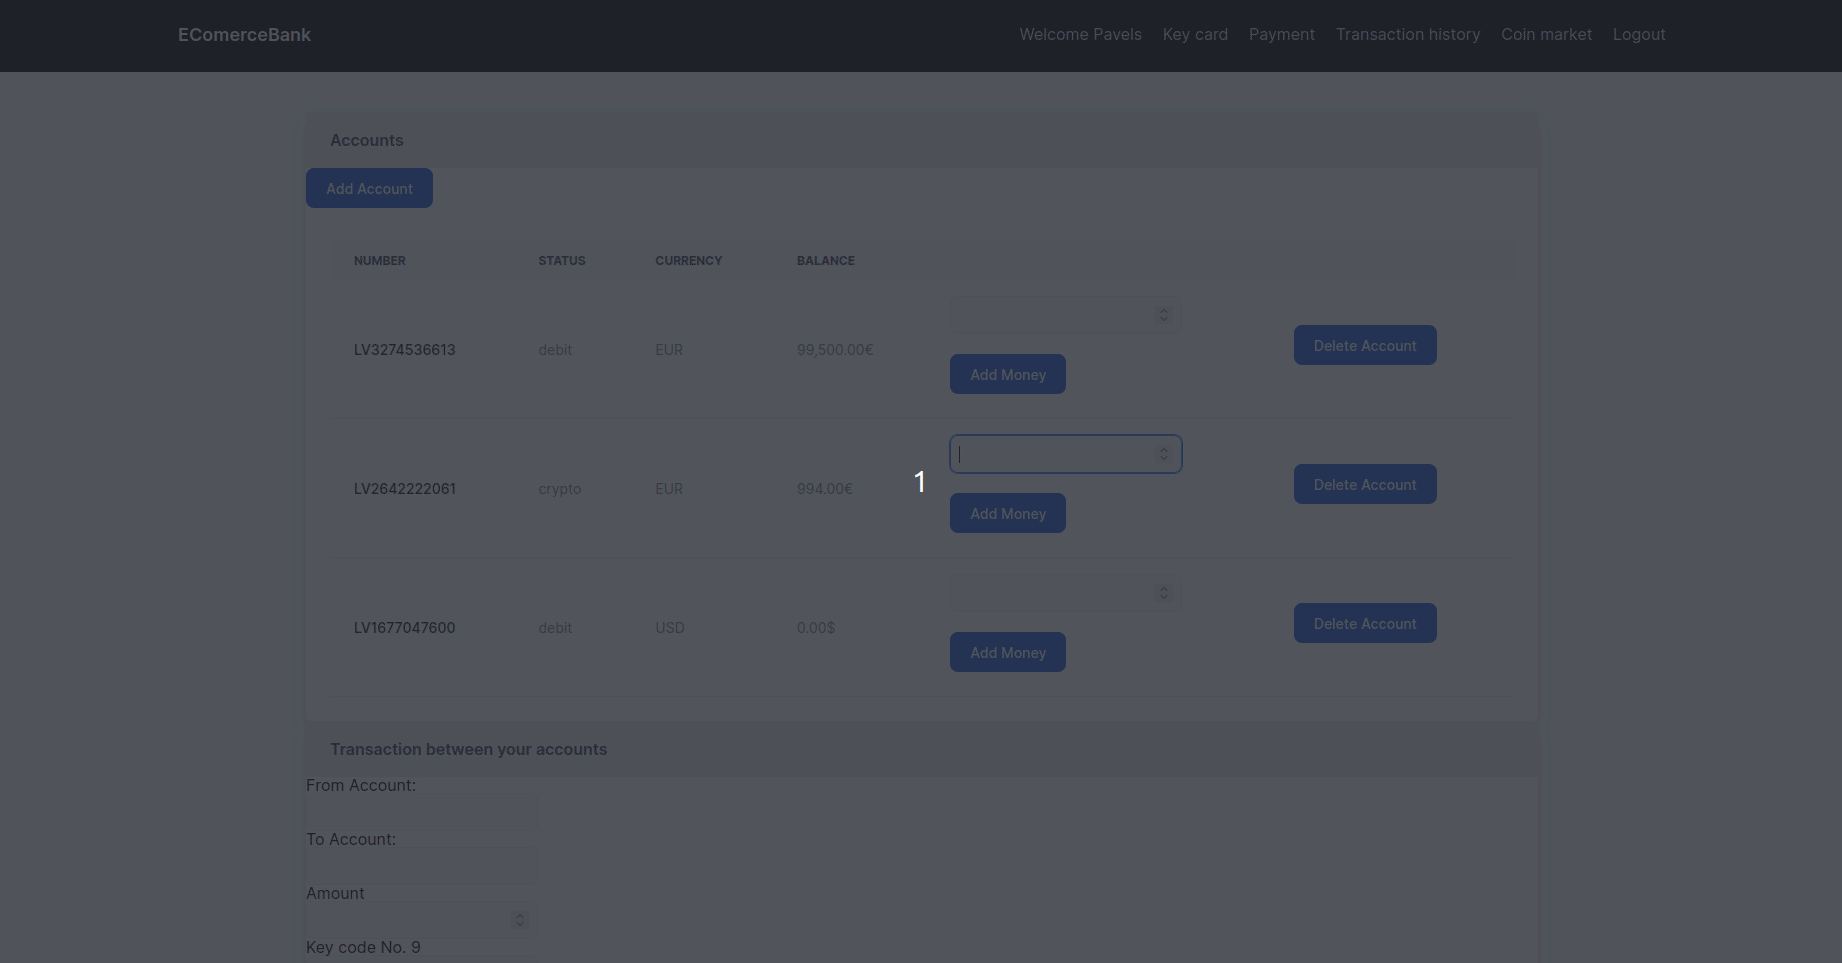 EComerceBank Welcome Pavels Key card Payment Transaction history Coin market Logout
Accounts
Add Account
NUMBER STATUS CURRENCY BALANCE
LV3274536613 debit EUR 99,500.00€ Add Money Delete Account
LV2642222061 crypto EUR 994.00€ Add Money Delete Account
1
LV1677047600 debit USD 0.00$ Add Money Delete Account
Transaction between your accounts
From Account:
To Account:
Amount
Key code No. 9